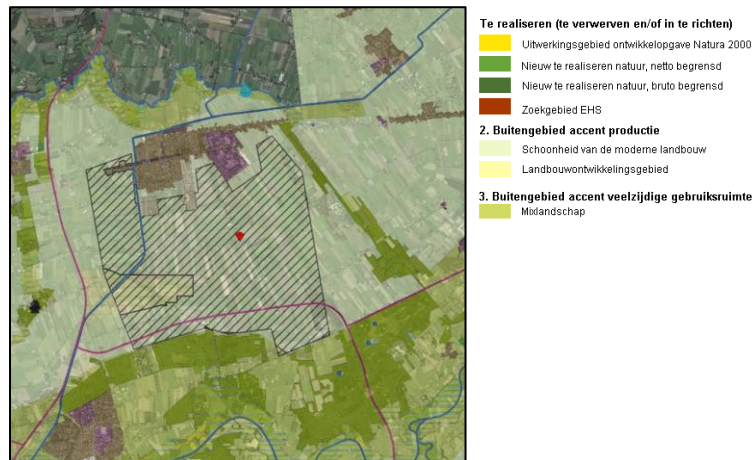 Te realiseren (te verwerven en/of in te richten)
Uitwerkingsgebied ontwikkelopgave Natura 2000
Nieuw te realiseren natuur, netto begrensd
Nieuw te realiseren natuur, bruto begrensd
Zoekgebied EHS
2. Buitengebied accent productie
Schoonheid van de moderne landbouw
Landbouwontwikkelingsgebied
3. Buitengebied accent veelzijdige gebruiksruimte
Mixlandschap